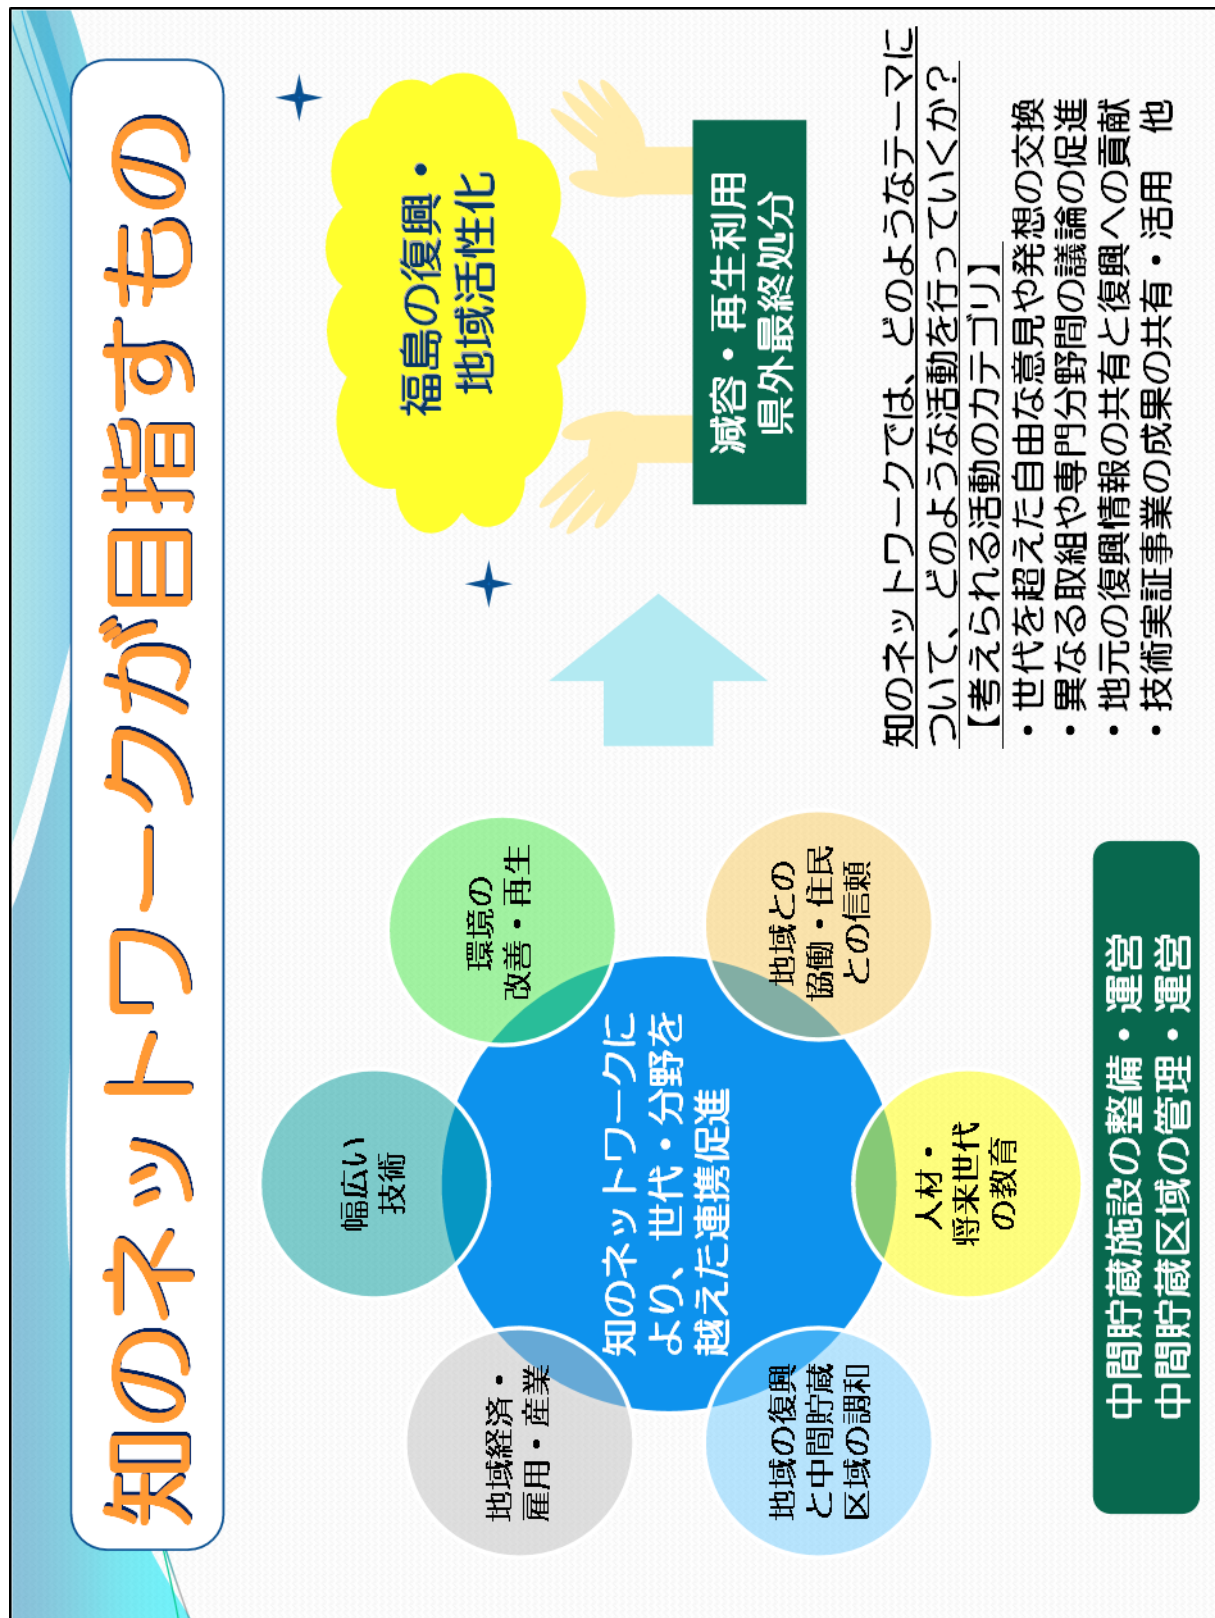 知のネットワークが目指すもの
幅広い
技術
環境の
改善・再生
地域経済・
雇用・産業
知のネットワークに
より、世代・分野を
越えた連携促進
地域との
協働・住民
との信頼
地域の復興
と中間貯蔵
区域の調和
人材・
将来世代
の教育
中間貯蔵施設の整備・運営
中間貯蔵区域の管理・運営
福島の復興・
地域活性化
減容・再生利用
県外最終処分
知のネットワークでは、どのようなテーマに
ついて、どのような活動を行っていくか？
【考えられる活動のカテゴリ】
・世代を超えた自由な意見や発想の交換
・異なる取組や専門分野間の議論の促進
・地元の復興情報の共有と復興への貢献
・技術実証事業の成果の共有・活用　他